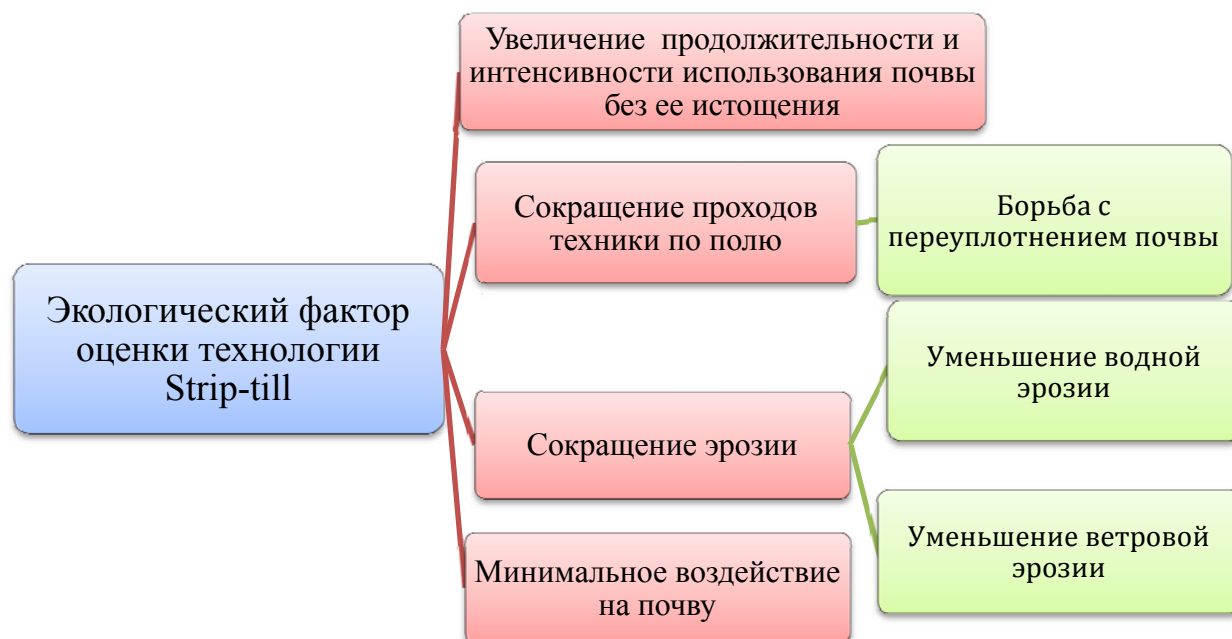 Увеличение продолжительности и
интенсивности использования почвы
без ее истощения
Сокращение проходов
техники по полю
Борьба с
переуплотнением почвы
Экологический фактор
оценки технологии
Strip-till
Сокращение эрозии
Уменьшение водной
эрозии
Уменьшение ветровой
эрозии
Минимальное воздействие
на почву